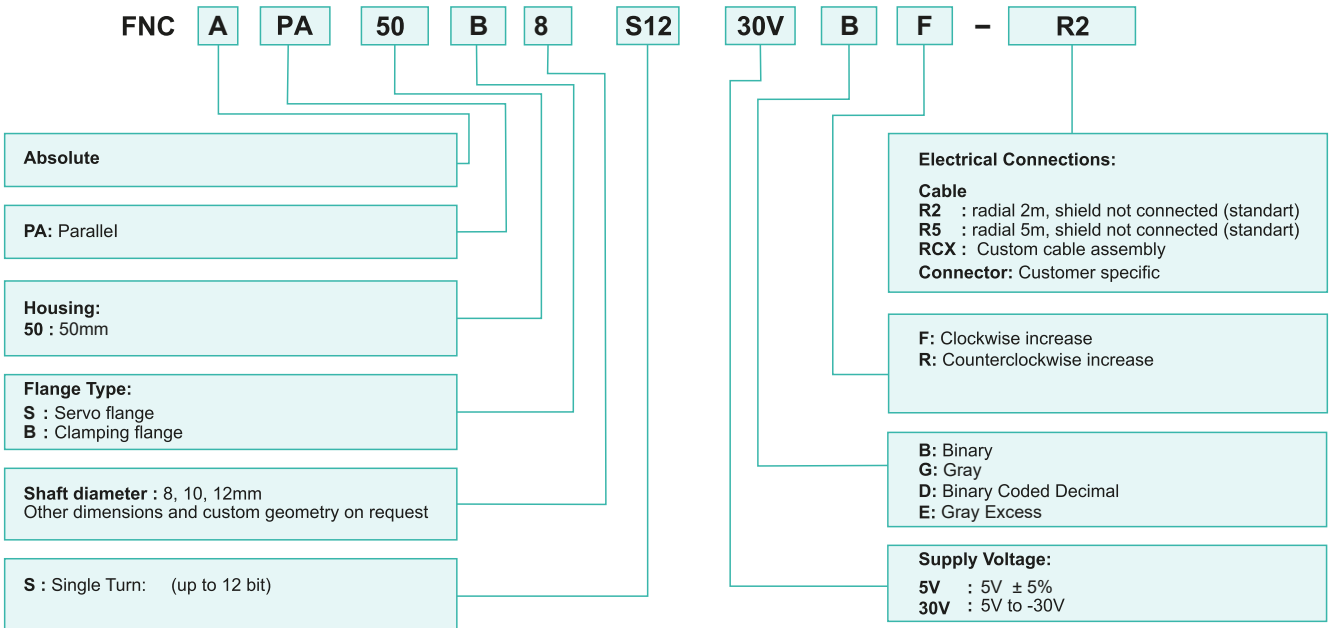 FNC A PA 50 B 8 S12 30V B F – R2
Absolute
PA: Parallel
Housing:
50 : 50mm
Flange Type:
S : Servo flange
B : Clamping flange
Shaft diameter : 8, 10, 12mm
Other dimensions and custom geometry on request
S : Single Turn: (up to 12 bit)
Electrical Connections:
Cable
R2 : radial 2m, shield not connected (standart)
R5 : radial 5m, shield not connected (standart)
RCX : Custom cable assembly
Connector: Customer specific
F: Clockwise increase
R: Counterclockwise increase
B: Binary
G: Gray
D: Binary Coded Decimal
E: Gray Excess
Supply Voltage:
5V : 5V ± 5%
30V : 5V to -30V